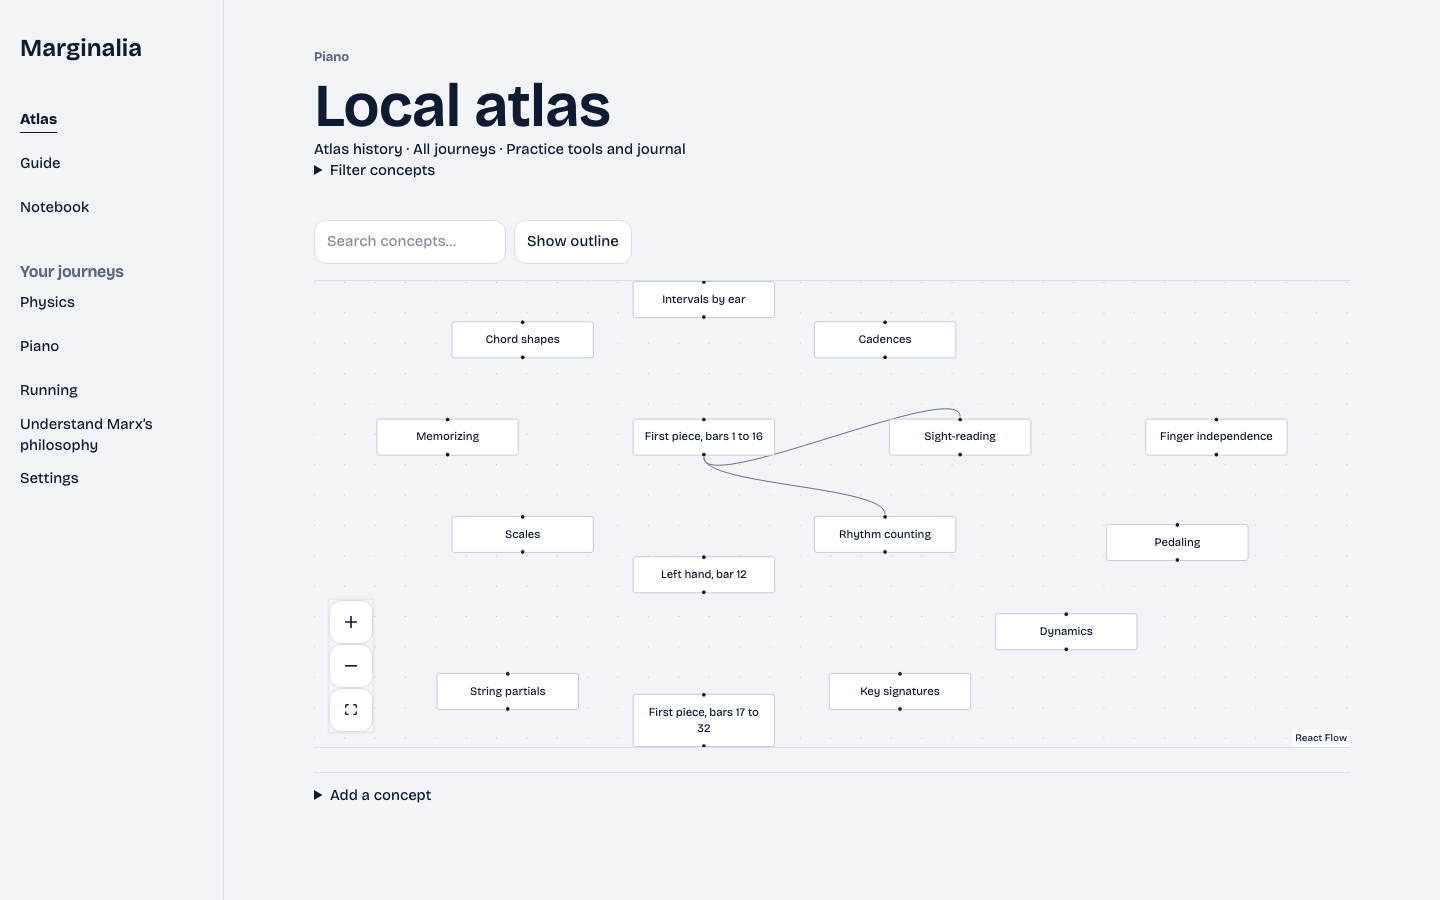 Marginalia
Atlas
Guide
Notebook
Your journeys
Physics
Piano
Running
Understand Marx's
philosophy
Settings
Piano
Local atlas
Atlas history · All journeys · Practice tools and journal
Filter concepts
Search concepts...
Show outline
Intervals by ear
Chord shapes
Cadences
Memorizing
First piece, bars 1 to 16
Sight-reading
Finger independence
Scales
Rhythm counting
Pedaling
Left hand, bar 12
Dynamics
String partials
Key signatures
First piece, bars 17 to
32
React Flow
Add a concept